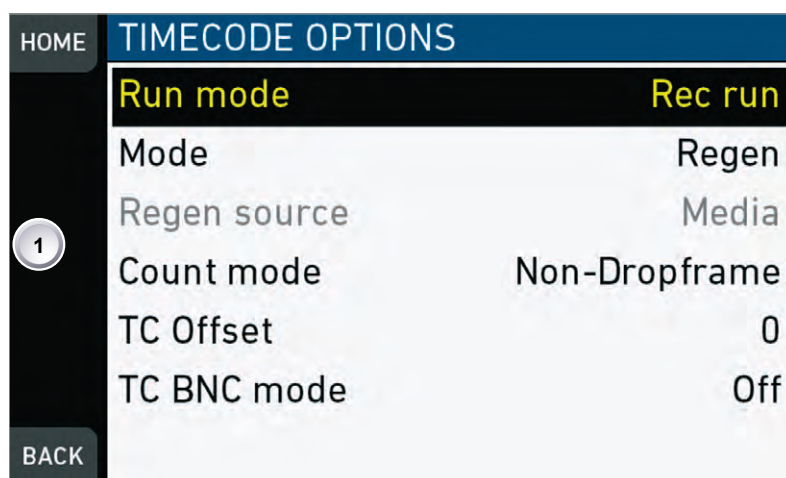 HOME
TIMECODE OPTIONS
Run mode Rec run
Mode Regen
Regen source Media
1
Count mode Non-Dropframe
TC Offset 0
TC BNC mode Off
BACK